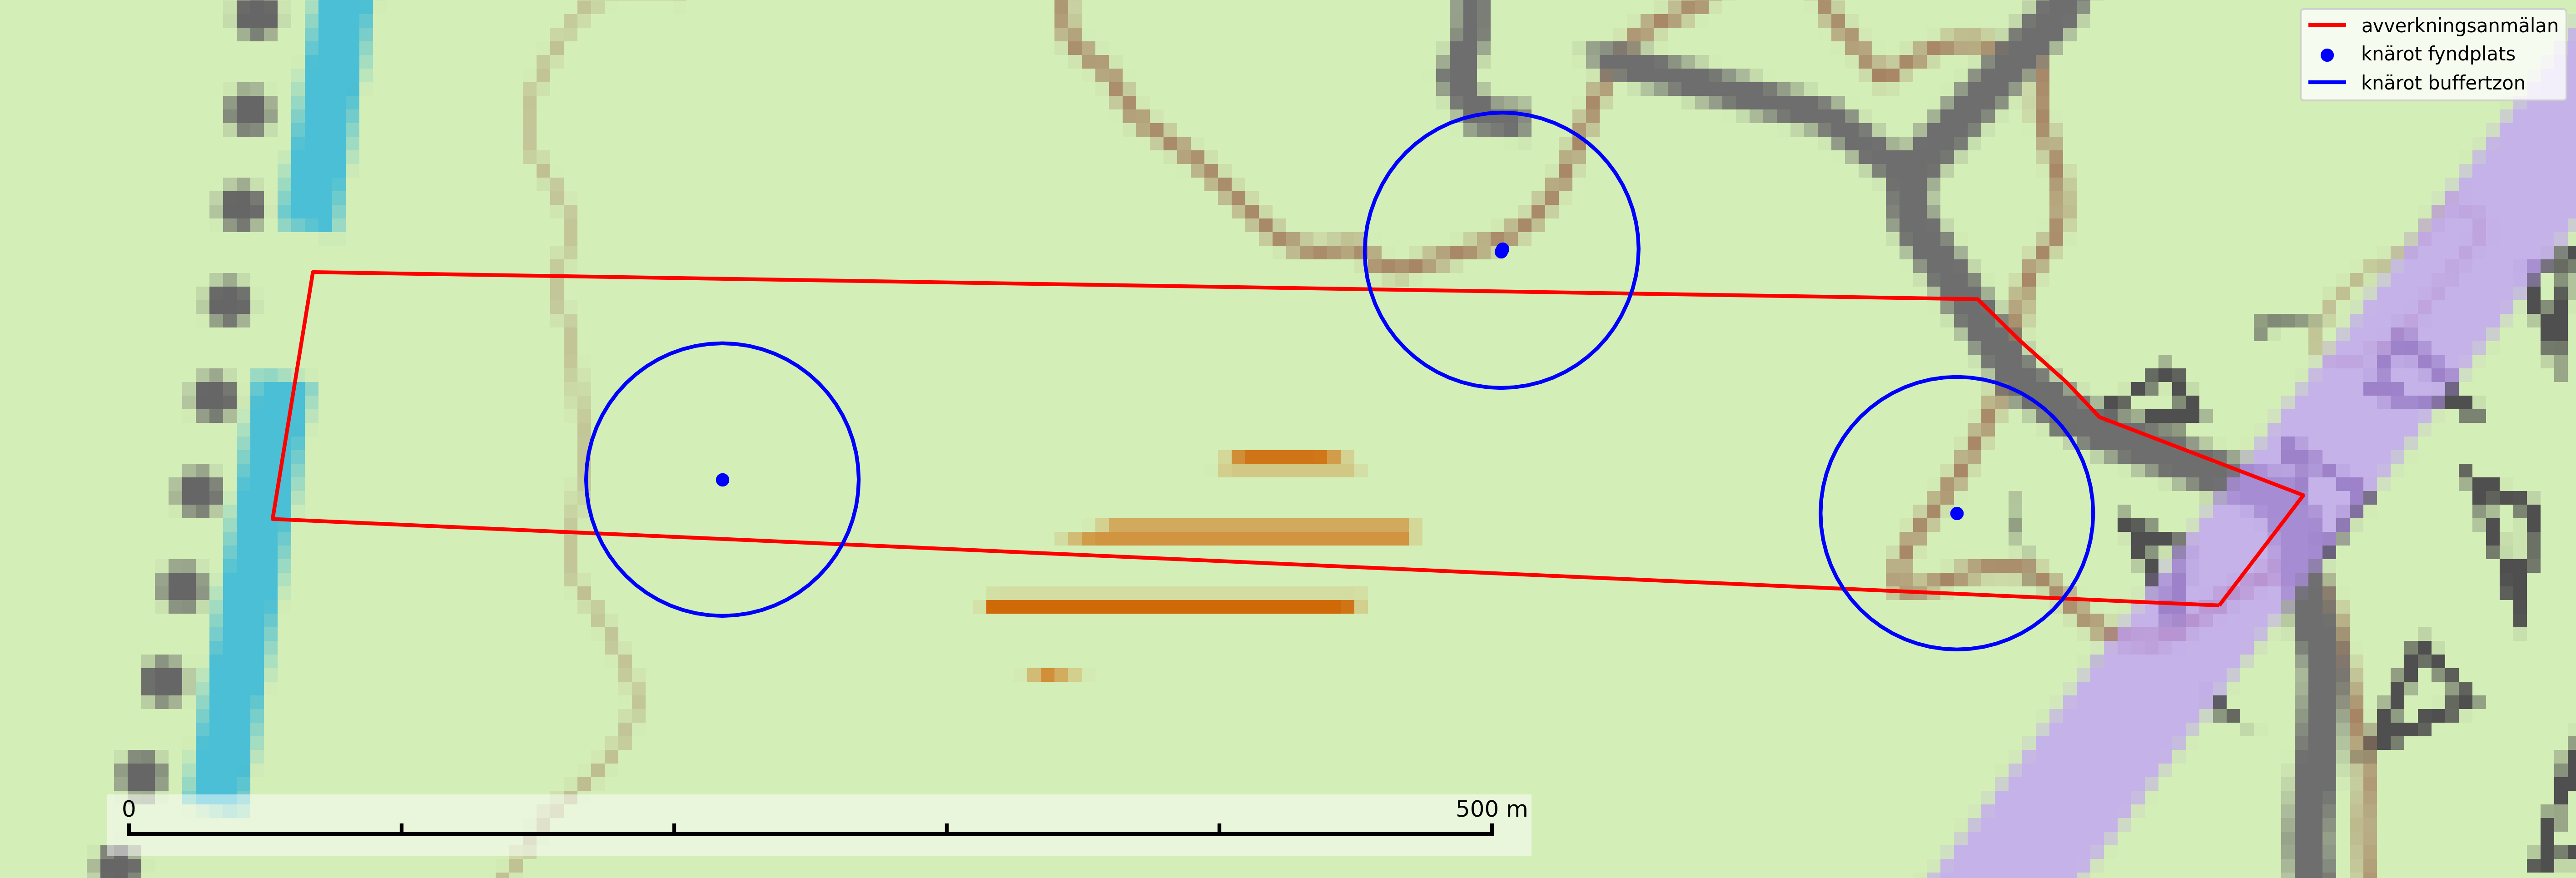 avverkningsanmälan
knärot fyndplats
knärot buffertzon
0 500 m